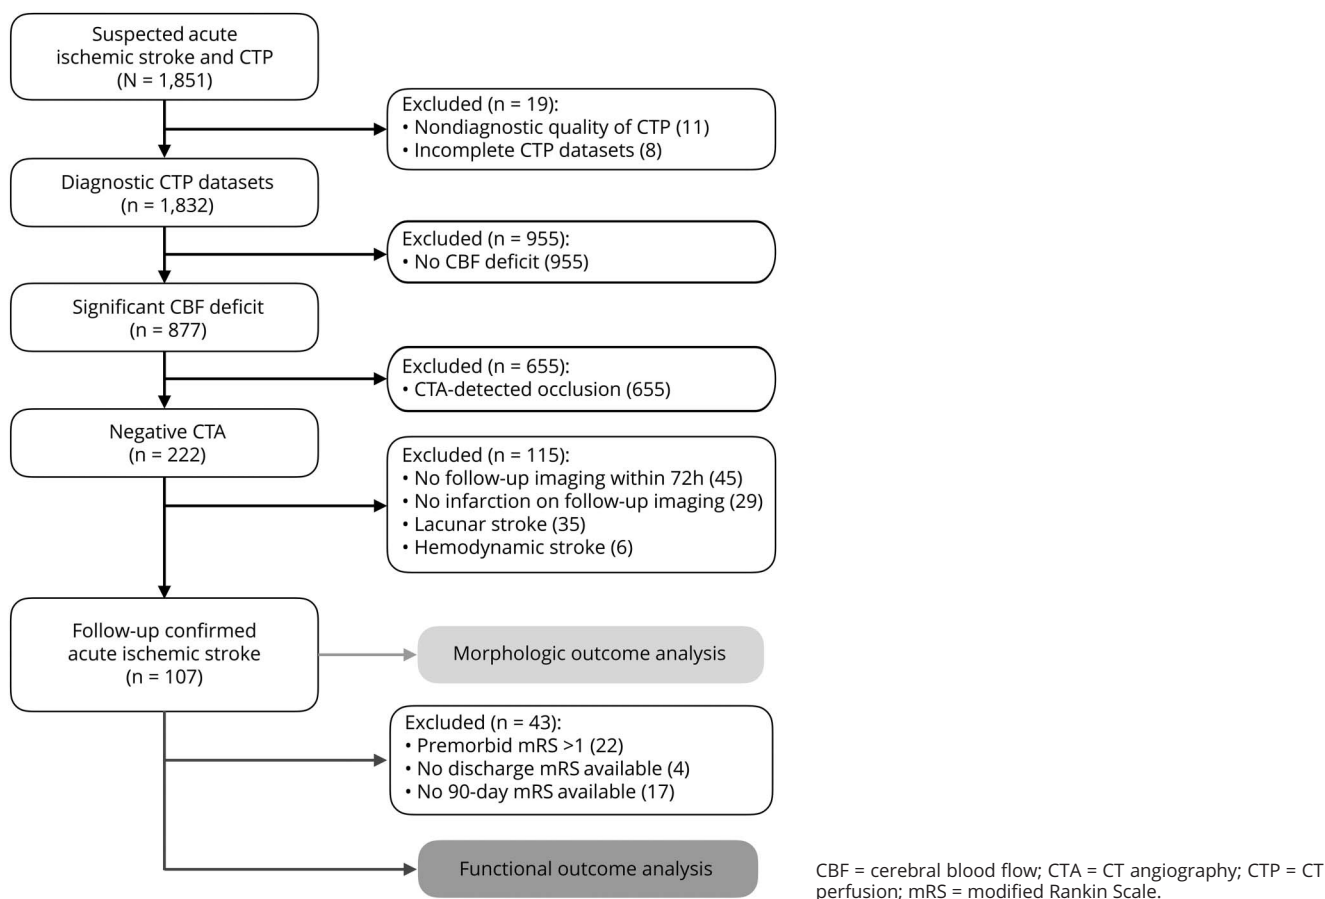 Suspected acute
ischemic stroke and CTP
(N = 1,851)
Excluded (n = 19):
• Nondiagnostic quality of CTP (11)
• Incomplete CTP datasets (8)
Diagnostic CTP datasets
(n = 1,832)
Excluded (n = 955):
• No CBF deficit (955)
Significant CBF deficit
(n = 877)
Excluded (n = 655):
• CTA-detected occlusion (655)
Negative CTA
(n = 222)
Excluded (n = 115):
• No follow-up imaging within 72h (45)
• No infarction on follow-up imaging (29)
• Lacunar stroke (35)
• Hemodynamic stroke (6)
Follow-up confirmed
acute ischemic stroke
(n = 107)
Morphologic outcome analysis
Excluded (n = 43):
• Premorbid mRS >1 (22)
• No discharge mRS available (4)
• No 90-day mRS available (17)
Functional outcome analysis
CBF = cerebral blood flow; CTA = CT angiography; CTP = CT
perfusion; mRS = modified Rankin Scale.